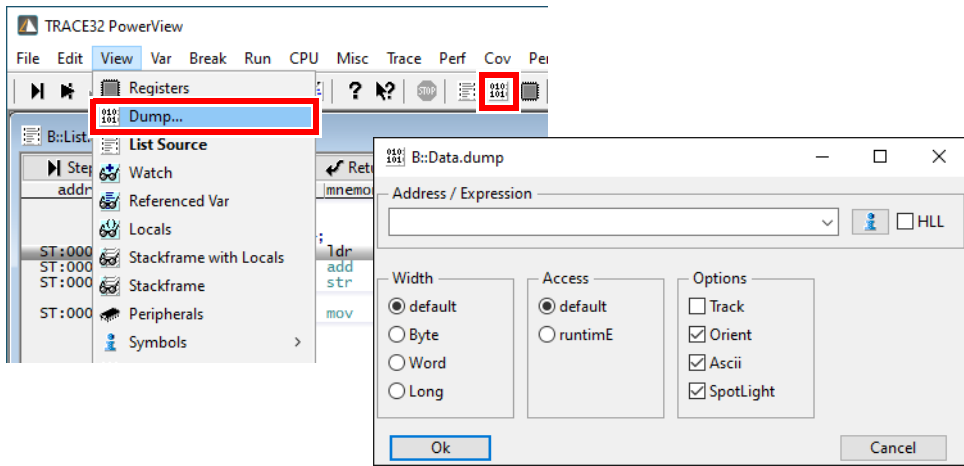 TRACE32 PowerView
File Edit View Var Break Run CPU Misc Trace Perf Cov
Registers
Dump...
List Source
Watch
Referenced Var
Locals
Stackframe with Locals
Stackframe
Peripherals
Symbols
STOP
B::List
Step
addr
mnemo
;
ST:000 ldr
ST:000 add
ST:000 str
ST:000 mov
B::Data.dump
Address / Expression
HLL
Width
default
Byte
Word
Long
Access
default
runtimE
Options
Track
Orient
Ascii
SpotLight
Ok
Cancel